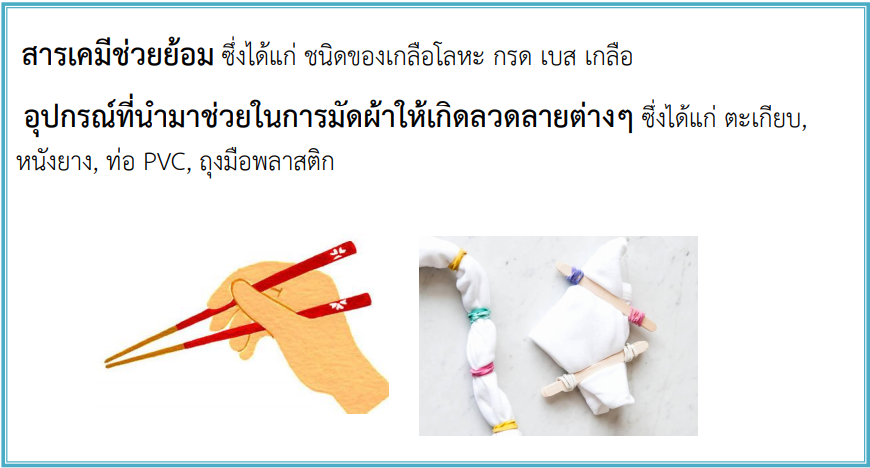 สารเคมีช่วยย้อม ซึ่งได้แก่ ชนิดของเกลือโลหะ กรด เบส เกลือ
อุปกรณ์ที่นำมาช่วยในการมัดผ้าให้เกิดลวดลายต่างๆ ซึ่งได้แก่ ตะเกียบ,
หนังยาง, ท่อ PVC, ถุงมือพลาสติก